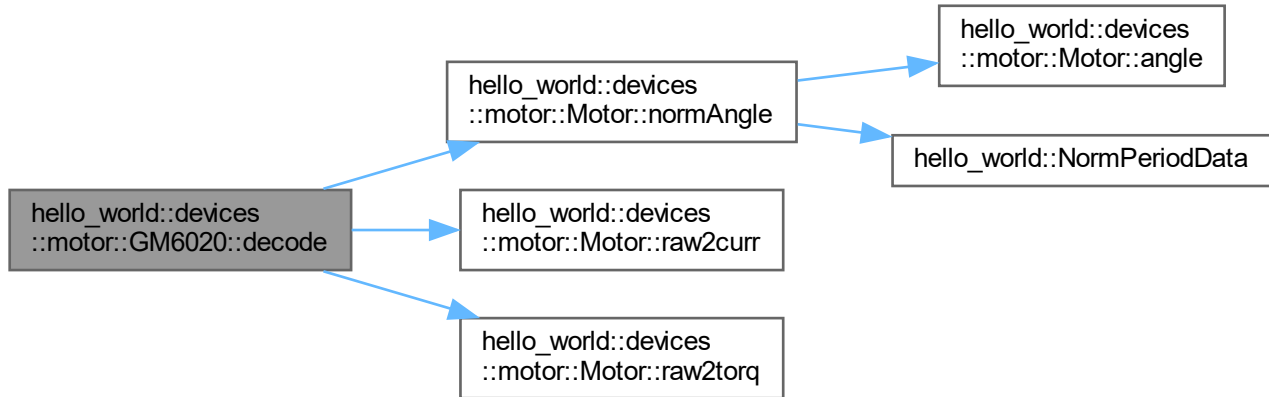 hello_world::devices
::motor::GM6020::decode
hello_world::devices
::motor::Motor::normAngle
hello_world::devices
::motor::Motor::angle
hello_world::NormPeriodData
hello_world::devices
::motor::Motor::raw2curr
hello_world::devices
::motor::Motor::raw2torq